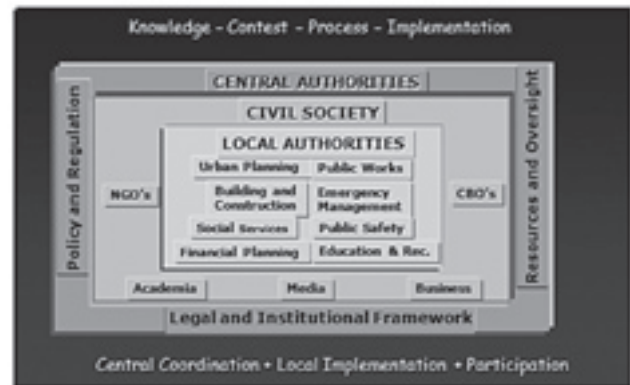 Knowledge - Contest - Process - Implementation
CENTRAL AUTHORITIES
Policy and Regulation
Resources and Oversight
CIVIL SOCIETY
LOCAL AUTHORITIES
Urban Planning
Public Works
Building and
Construction
Emergency
Management
NGO's
CBO's
Social Services
Public Safety
Financial Planning
Education & Rec.
Academia
Media
Business
Legal and Institutional Framework
Central Coordination + Local Implementation + Participation